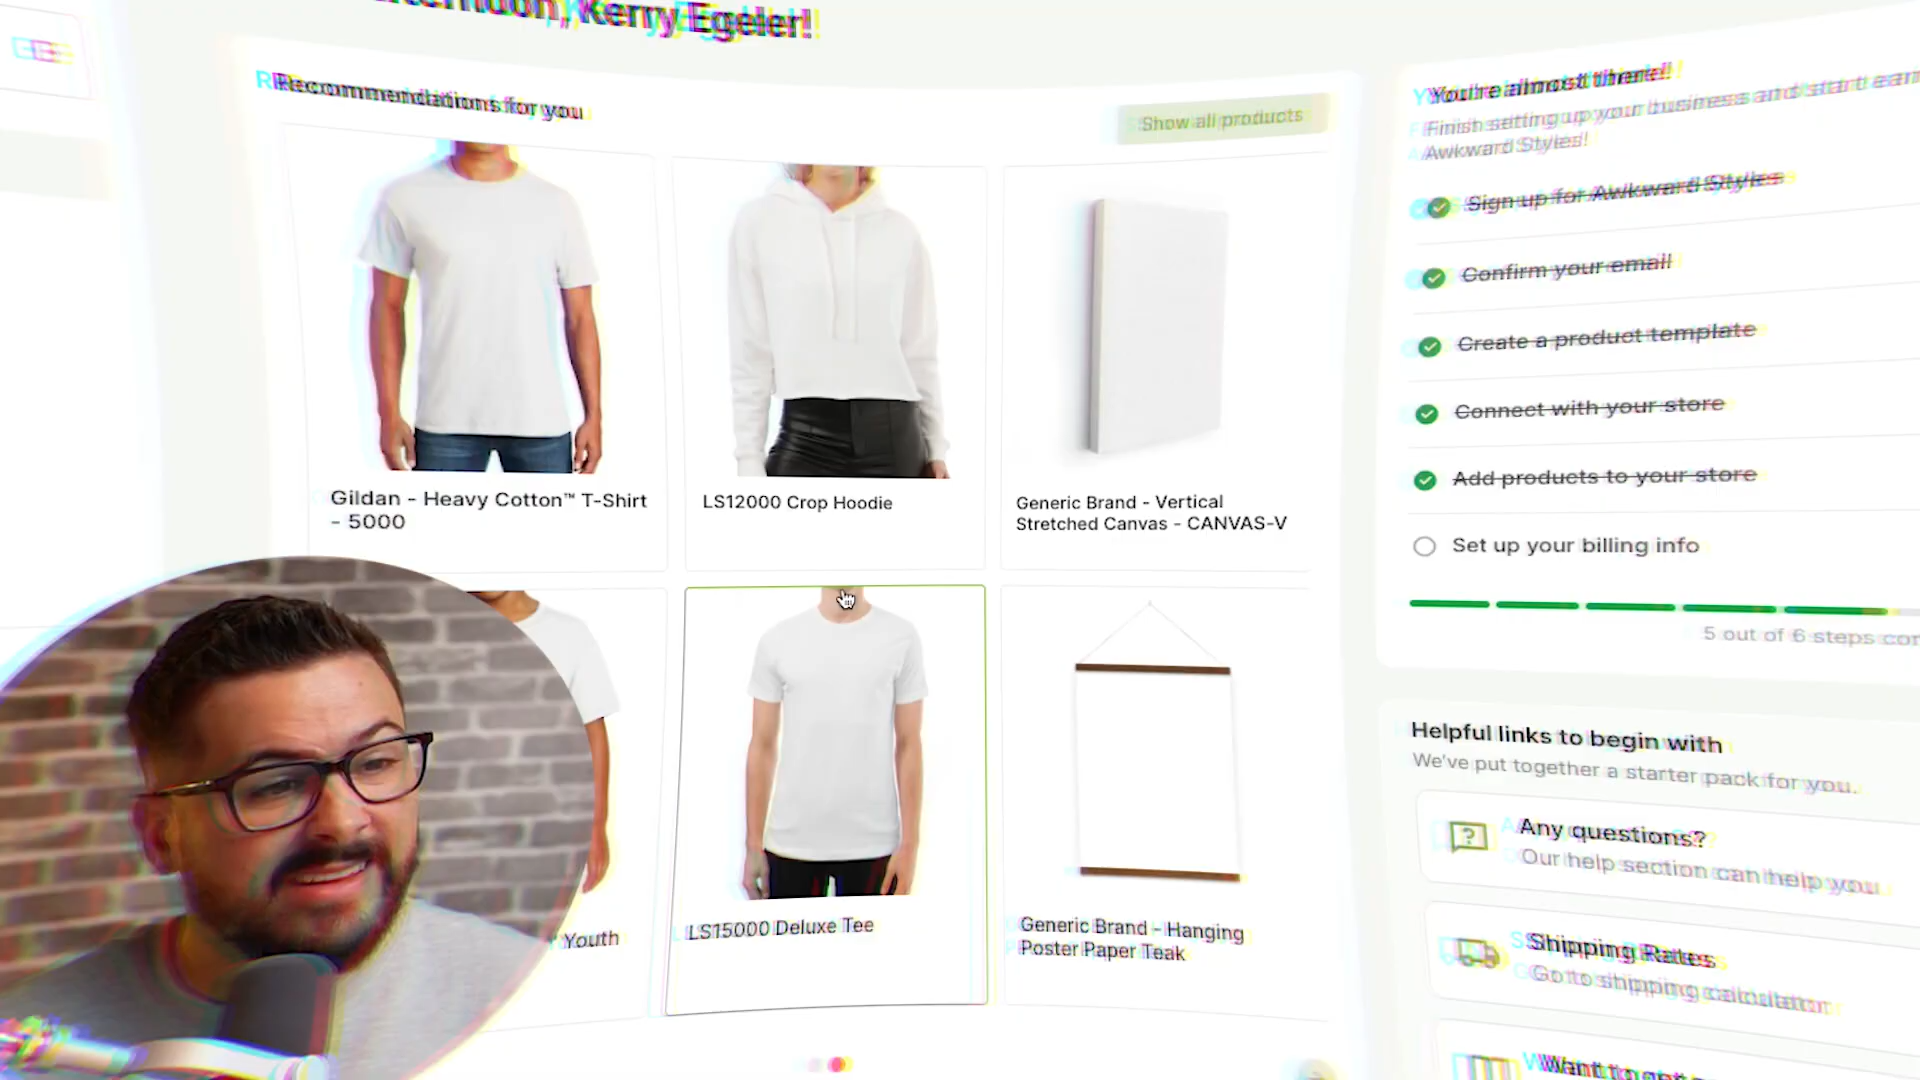 Kerry Egeler!
Recommendations for you
Show all products
Gildan - Heavy Cotton™ T-Shirt
- 5000
LS12000 Crop Hoodie
Generic Brand - Vertical
Stretched Canvas - CANVAS-V
Youth
LS15000 Deluxe Tee
Generic Brand - Hanging
Poster Paper Teak
You're almost there!
Finish setting up your business and start
Awkward Styles!
Sign up for Awkward Styles
Confirm your email
Create a product template
Connect with your store
Add products to your store
Set up your billing info
5 out of 6 steps
Helpful links to begin with
We've put together a starter pack for you.
Any questions?
Our help section can help you
Shipping Rates
Go to shipping calculator
Want to